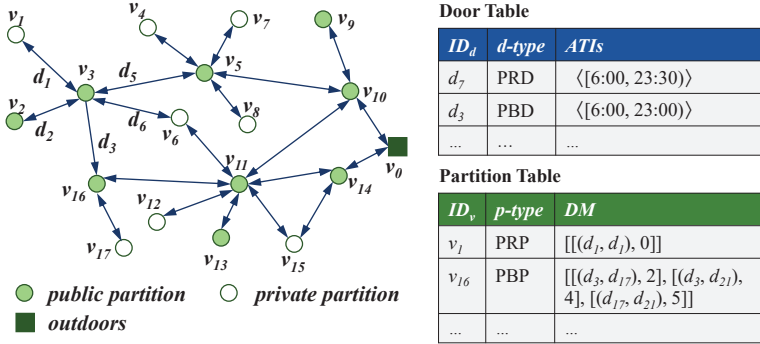 v1
v4
v7
v9
v3
d5
v5
d1
v10
v2
d2
d6
v6
v8
d3
v11
v0
v16
v14
v12
v17
v13
v15
public partition
private partition
outdoors
Door Table
IDd d-type ATIs
d7 PRD ⟨[6:00, 23:30)⟩
d3 PBD ⟨[6:00, 23:00)⟩
... ... ...
Partition Table
IDv p-type DM
v1 PRP [[(d1, d1), 0]]
v16 PBP [[(d3, d17), 2], [(d3, d21),
4], [(d17, d21), 5]]
... ... ...